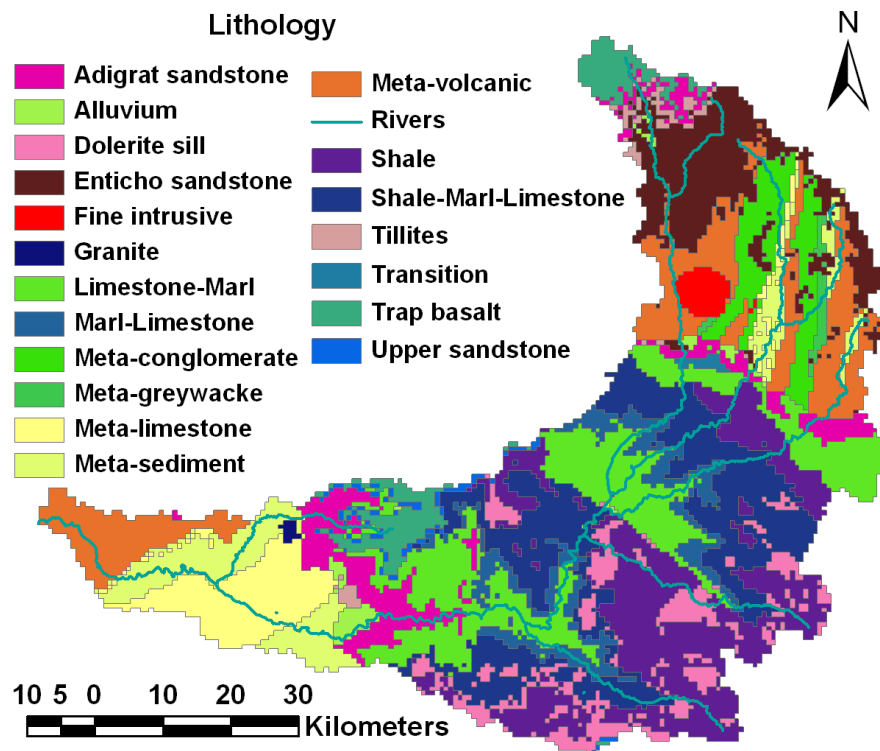 Lithology
N
Adigrat sandstone
Alluvium
Dolerite sill
Enticho sandstone
Fine intrusive
Granite
Limestone-Marl
Marl-Limestone
Meta-conglomerate
Meta-greywacke
Meta-limestone
Meta-sediment
Meta-volcanic
Rivers
Shale
Shale-Marl-Limestone
Tillites
Transition
Trap basalt
Upper sandstone
10 5 0 10 20 30
Kilometers